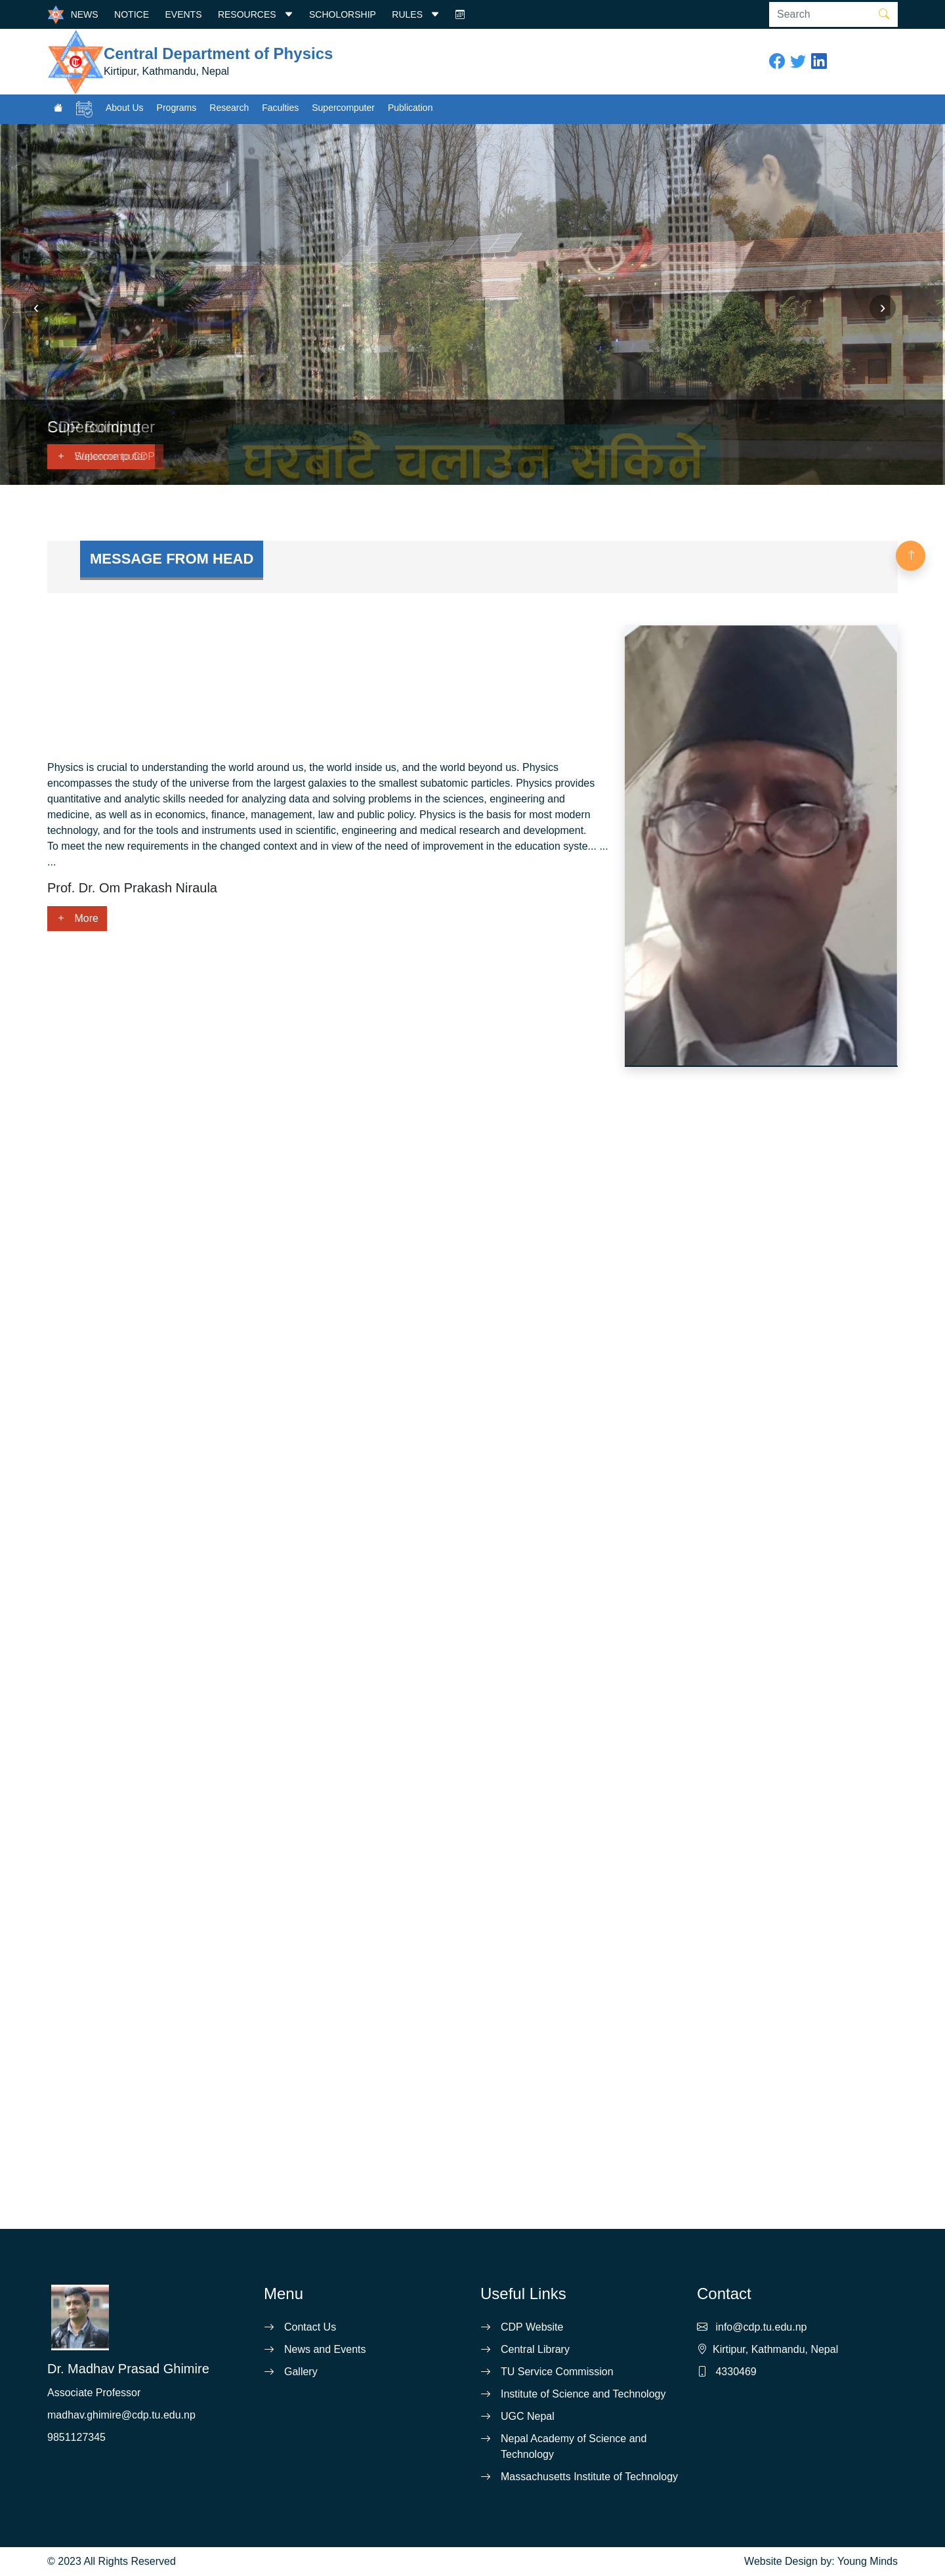 NEWS NOTICE EVENTS RESOURCES SCHOLORSHIP RULES Search
Central Department of Physics
Kirtipur, Kathmandu, Nepal
About Us Programs Research Faculties Supercomputer Publication
‹ ›
CDP Building
Supercomputer
Welcome to CDP
Supercomputer
घरबाटै चलाउन सकिने
MESSAGE FROM HEAD
Physics is crucial to understanding the world around us, the world inside us, and the world beyond us. Physics
encompasses the study of the universe from the largest galaxies to the smallest subatomic particles. Physics provides
quantitative and analytic skills needed for analyzing data and solving problems in the sciences, engineering and
medicine, as well as in economics, finance, management, law and public policy. Physics is the basis for most modern
technology, and for the tools and instruments used in scientific, engineering and medical research and development.
To meet the new requirements in the changed context and in view of the need of improvement in the education syste... ...
...
Prof. Dr. Om Prakash Niraula
+ More
Dr. Madhav Prasad Ghimire
Associate Professor
madhav.ghimire@cdp.tu.edu.np
9851127345
Menu
→ Contact Us
→ News and Events
→ Gallery
Useful Links
→ CDP Website
→ Central Library
→ TU Service Commission
→ Institute of Science and Technology
→ UGC Nepal
→ Nepal Academy of Science and
Technology
→ Massachusetts Institute of Technology
Contact
info@cdp.tu.edu.np
Kirtipur, Kathmandu, Nepal
4330469
© 2023 All Rights Reserved
Website Design by: Young Minds